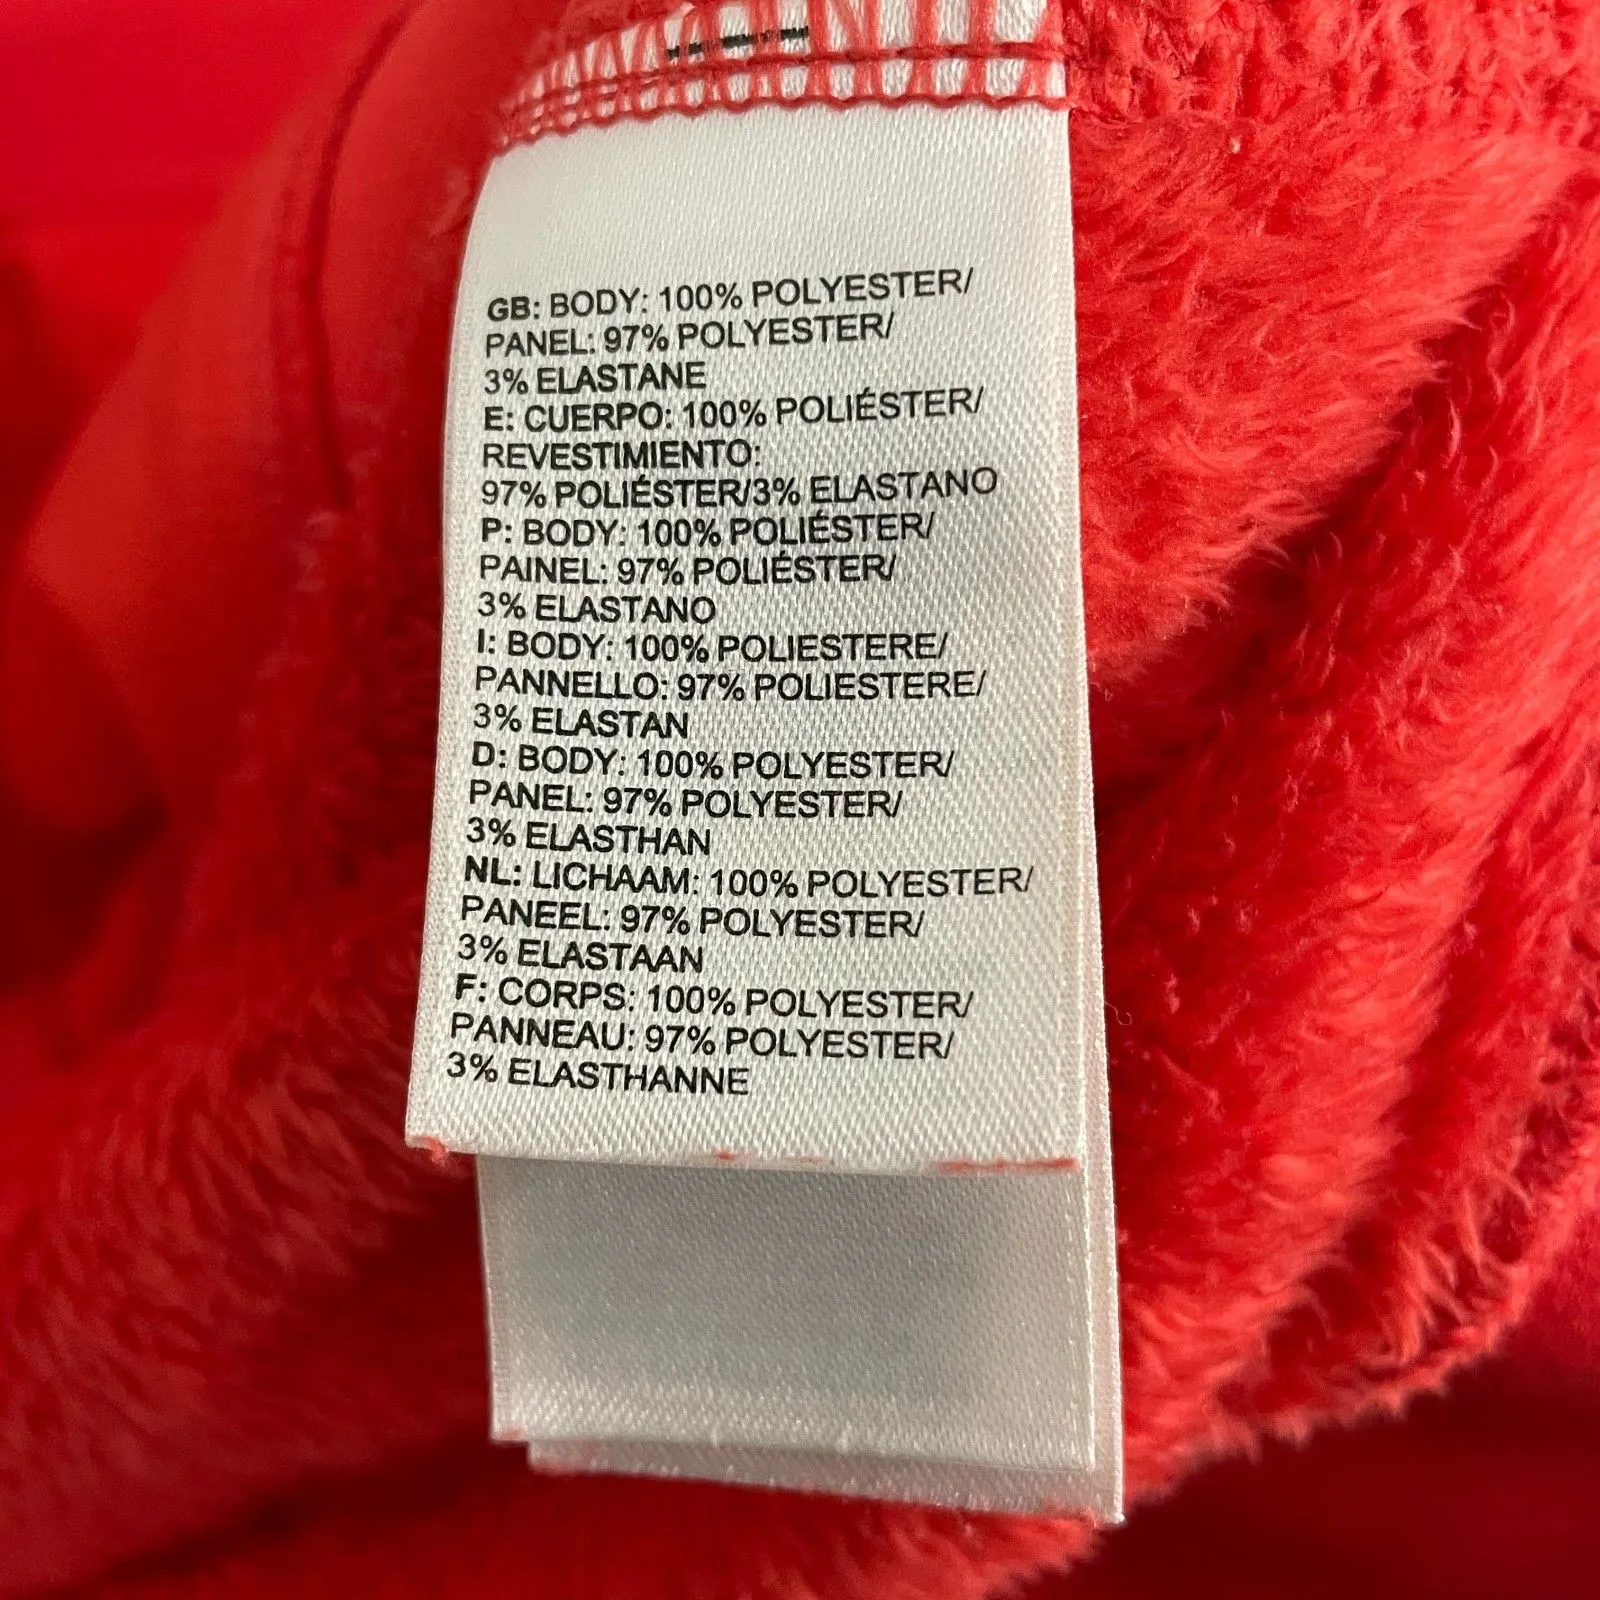 GB: BODY: 100% POLYESTER/
PANEL: 97% POLYESTER/
3% ELASTANE
E: CUERPO: 100% POLIÉSTER/
REVESTIMIENTO:
97% POLIÉSTER/3% ELASTANO
P: BODY: 100% POLIÉSTER/
PAINEL: 97% POLIÉSTER/
3% ELASTANO
I: BODY: 100% POLIESTERE/
PANNELLO: 97% POLIESTERE/
3% ELASTAN
D: BODY: 100% POLYESTER/
PANEL: 97% POLYESTER/
3% ELASTHAN
NL: LICHAAM: 100% POLYESTER/
PANEEL: 97% POLYESTER/
3% ELASTAAN
F: CORPS: 100% POLYESTER/
PANNEAU: 97% POLYESTER/
3% ELASTHANNE